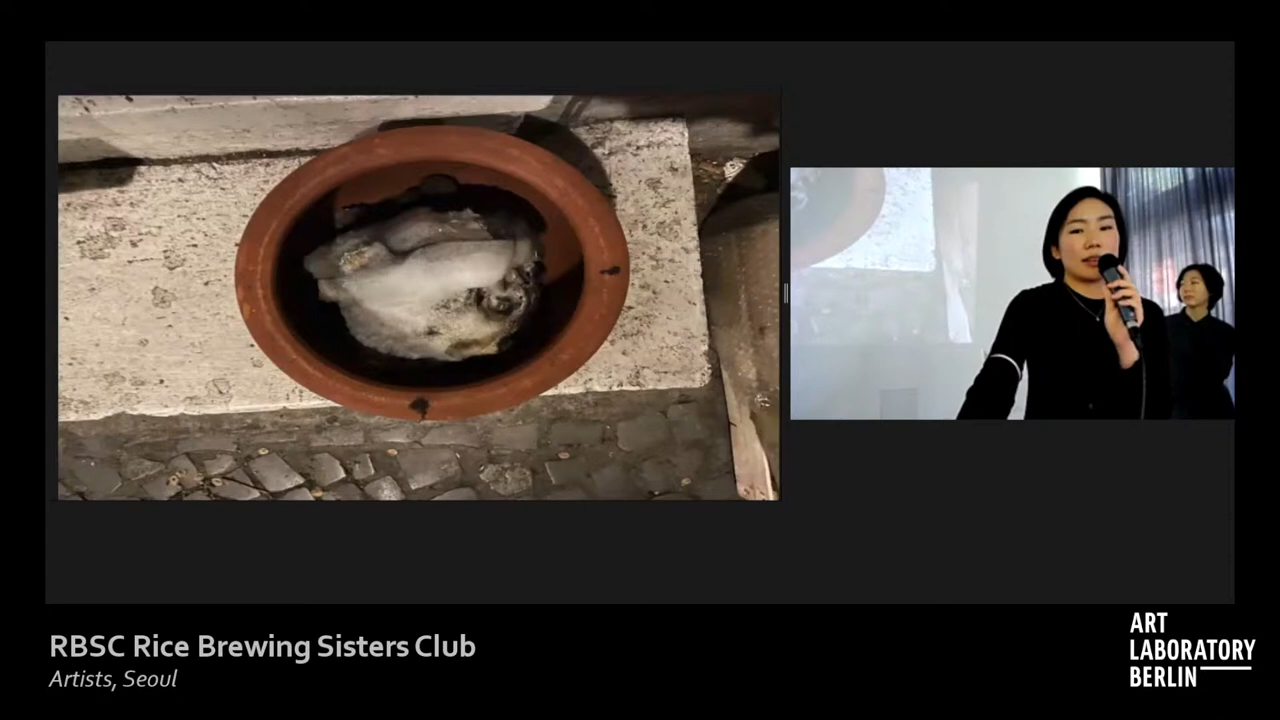 RBSC Rice Brewing Sisters Club
Artists, Seoul
ART
LABORATORY
BERLIN